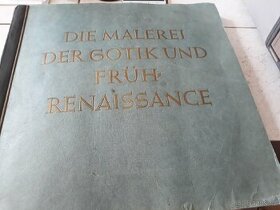 DIE MALEREI
DER GOTIK UND
FRÜH-
RENAISSANCE